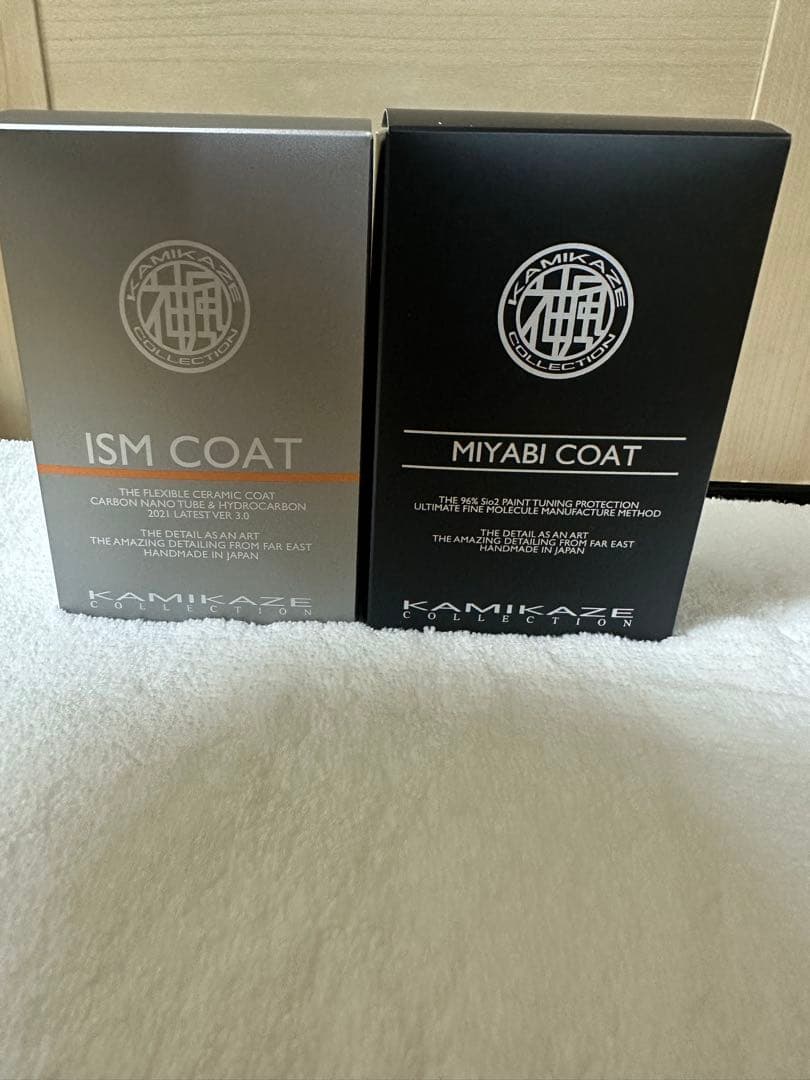 KAMIKAZE
COLLECTION
ISM COAT
THE FLEXIBLE CERAMIC COAT
CARBON NANO TUBE & HYDROCARBON
2021 LATEST VER 3.0
THE DETAIL AS AN ART
THE AMAZING DETAILING FROM FAR EAST
HANDMADE IN JAPAN
KAMIKAZE
COLLECTION
KAMIKAZE
COLLECTION
MIYABI COAT
THE 96% Sio2 PAINT TUNING PROTECTION
ULTIMATE FINE MOLECULE MANUFACTURE METHOD
THE DETAIL AS AN ART
THE AMAZING DETAILING FROM FAR EAST
HANDMADE IN JAPAN
KAMIKAZE
COLLECTION